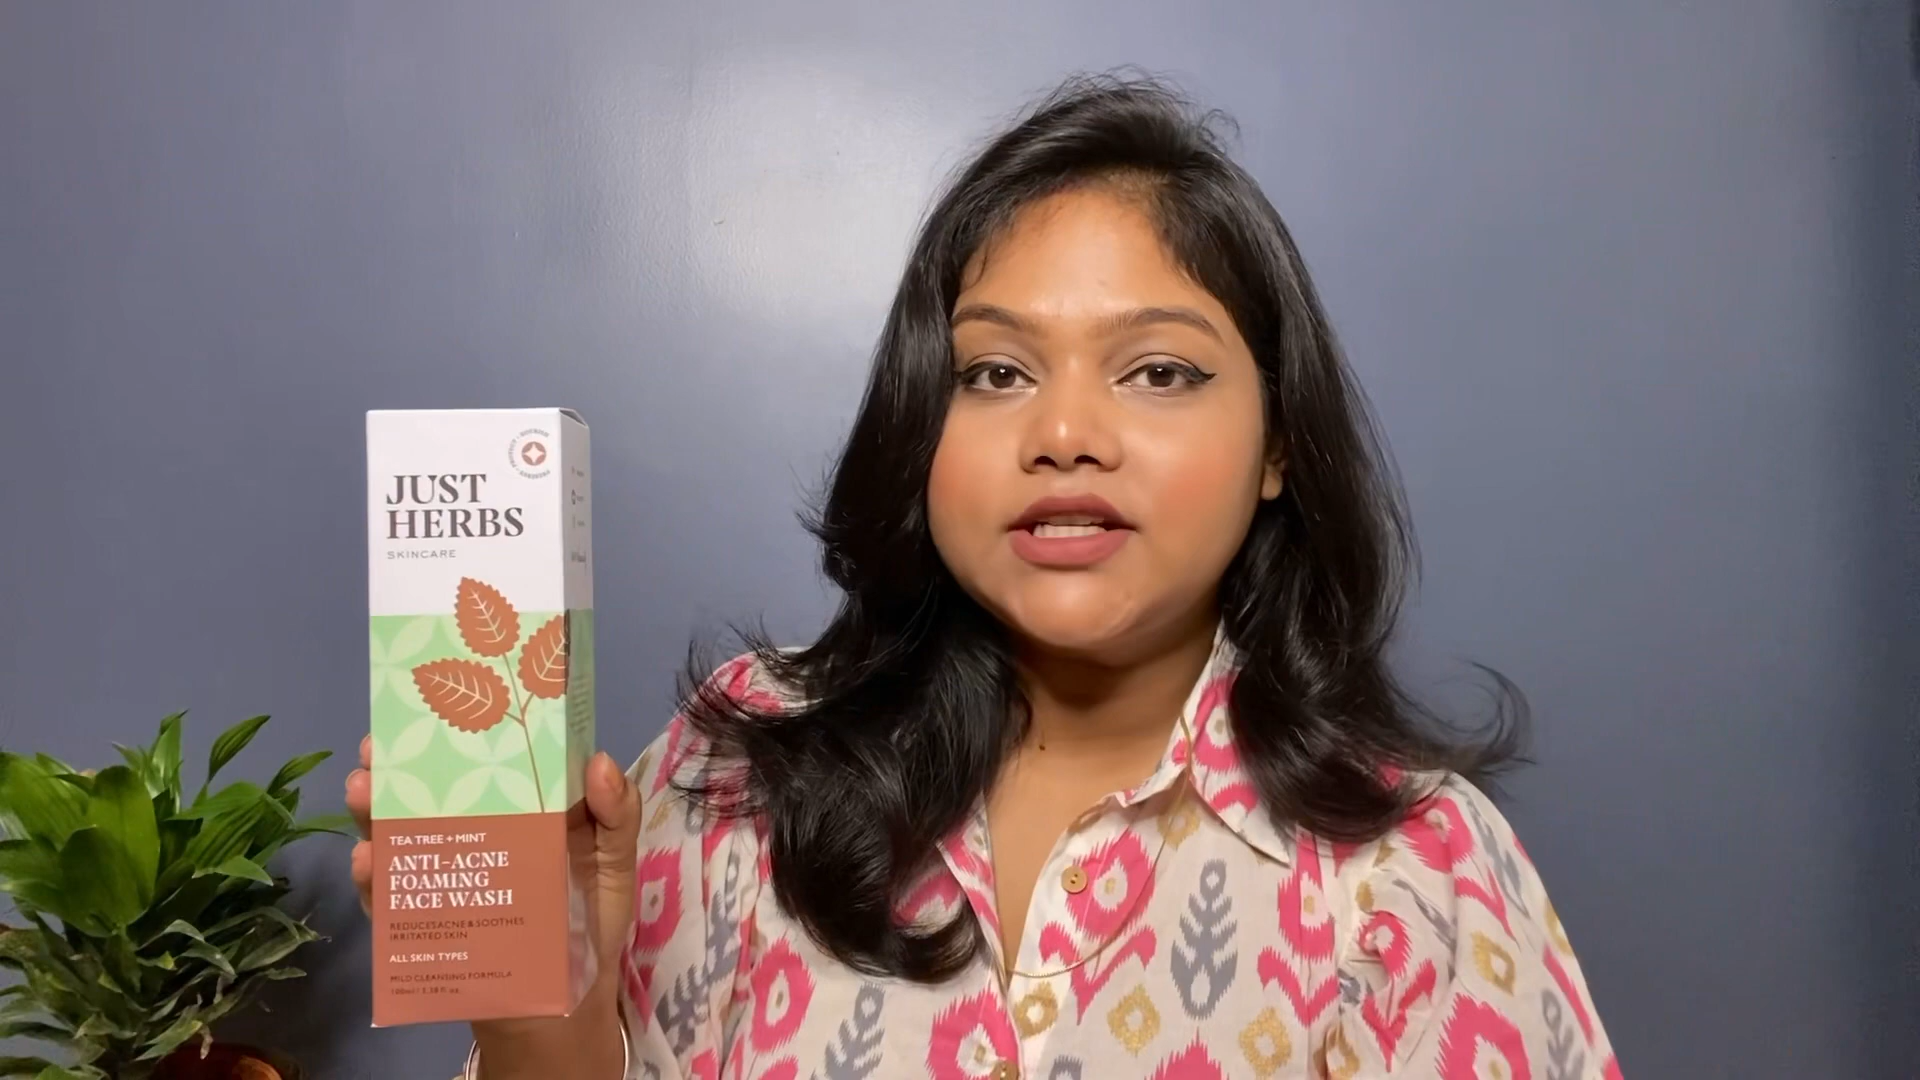 JUST
HERBS
SKINCARE
TEA TREE + MINT
ANTI-ACNE
FOAMING
FACE WASH
REDUCES ACNE & SOOTHES
IRRITATED SKIN
ALL SKIN TYPES
MILD CLEANSING FORMULA